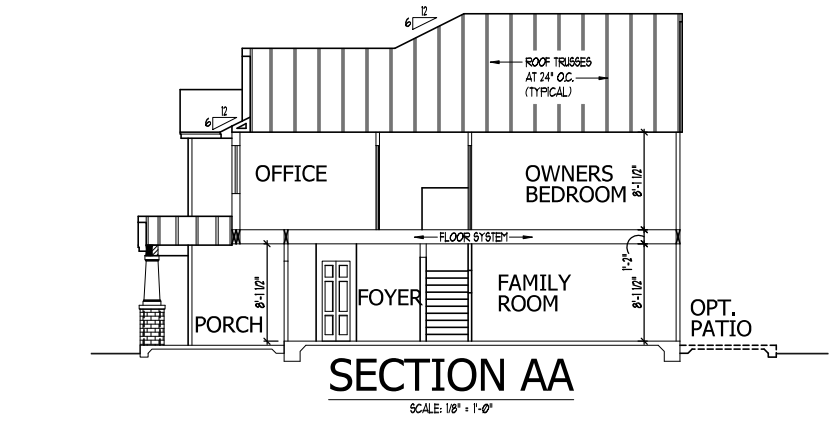 12
6
ROOF TRUSSES
AT 24" O.C.
(TYPICAL)
12
6
OFFICE
OWNERS
BEDROOM
8'-1 1/2"
FLOOR SYSTEM
1'-2"
8'-1 1/2"
8'-1 1/2"
FOYER
FAMILY
ROOM
PORCH
OPT.
PATIO
SECTION AA
SCALE: 1/8" = 1'-0"